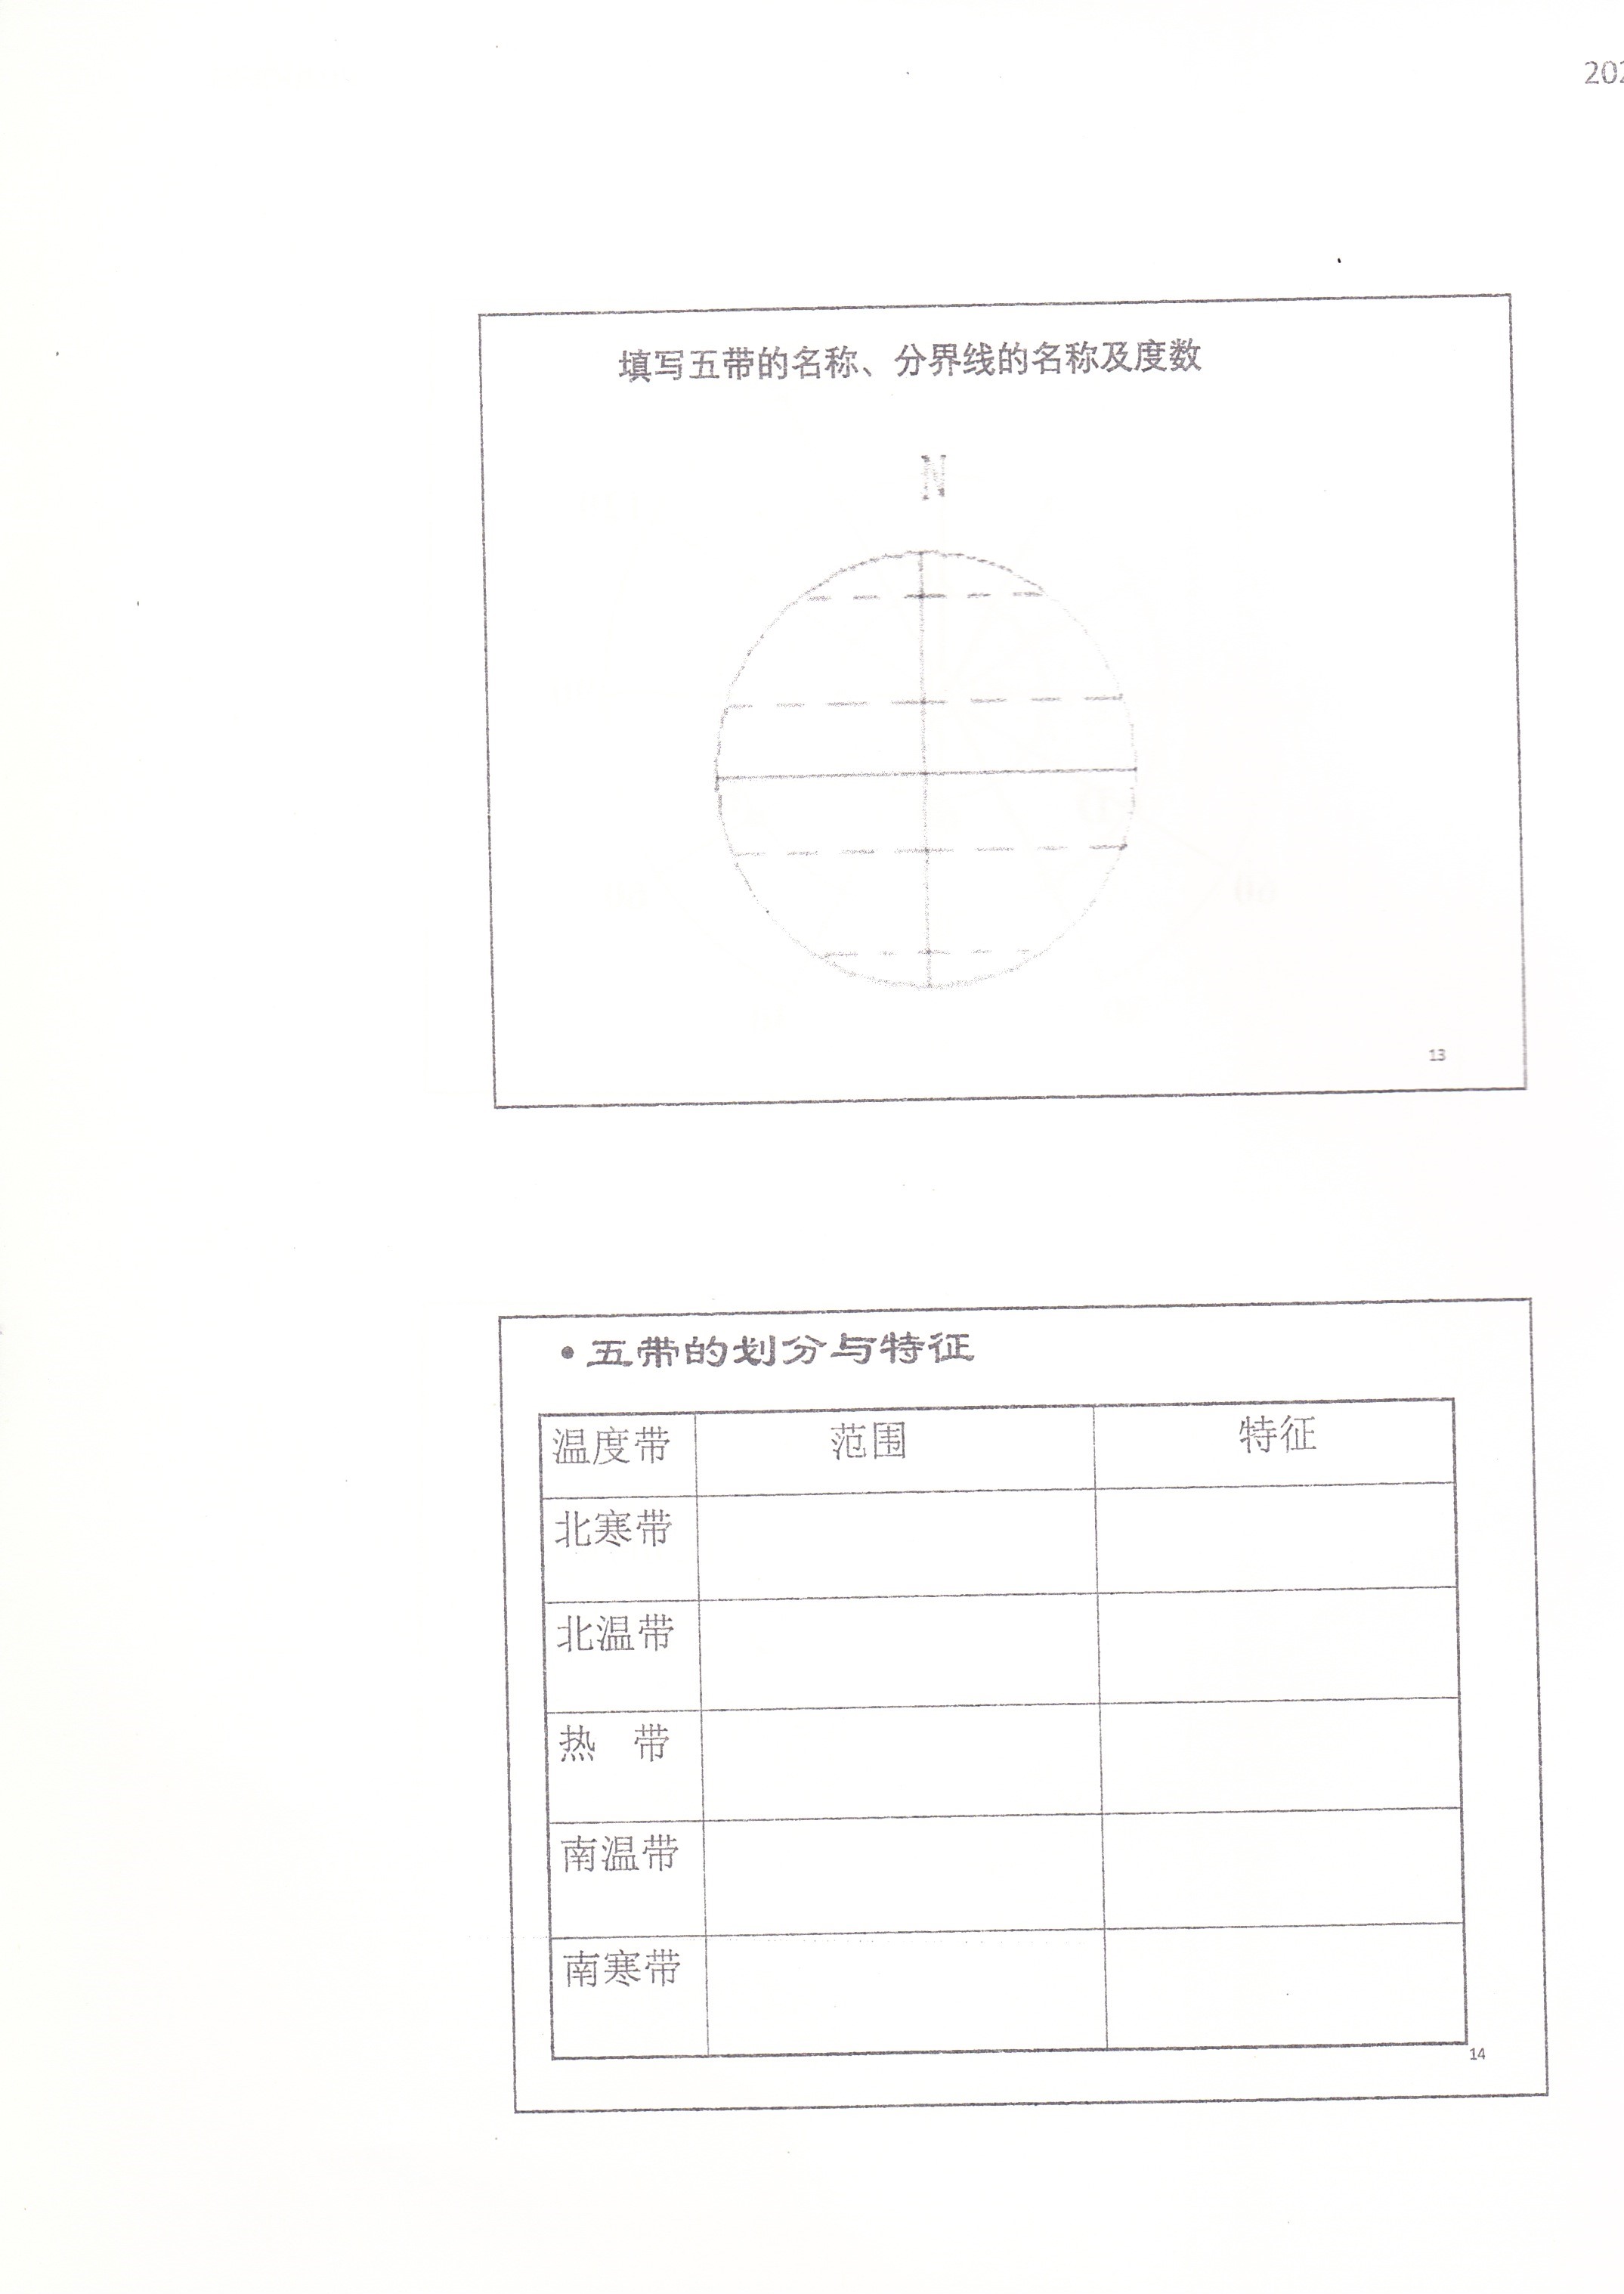 202
填写五带的名称、分界线的名称及度数
N
13
• 五带的划分与特征
温度带 范围 特征
北寒带
北温带
热 带
南温带
南寒带
14